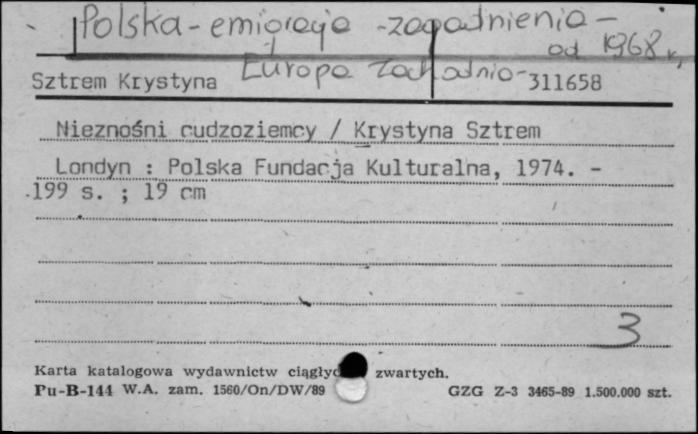 Polska - emigracja - zagadnienia -
od 1968 r,
Europa Zachodnia -
Sztrem Krystyna 311658
Nieznośni cudzoziemcy / Krystyna Sztrem
Londyn : Polska Fundacja Kulturalna, 1974. -
199 s. ; 19 cm
3
Karta katalogowa wydawnictw zwartych.
Pu-B-144 W.A. zam. 1560/On/DW/89 GZG Z-3 3465-89 1.500.000 szt.